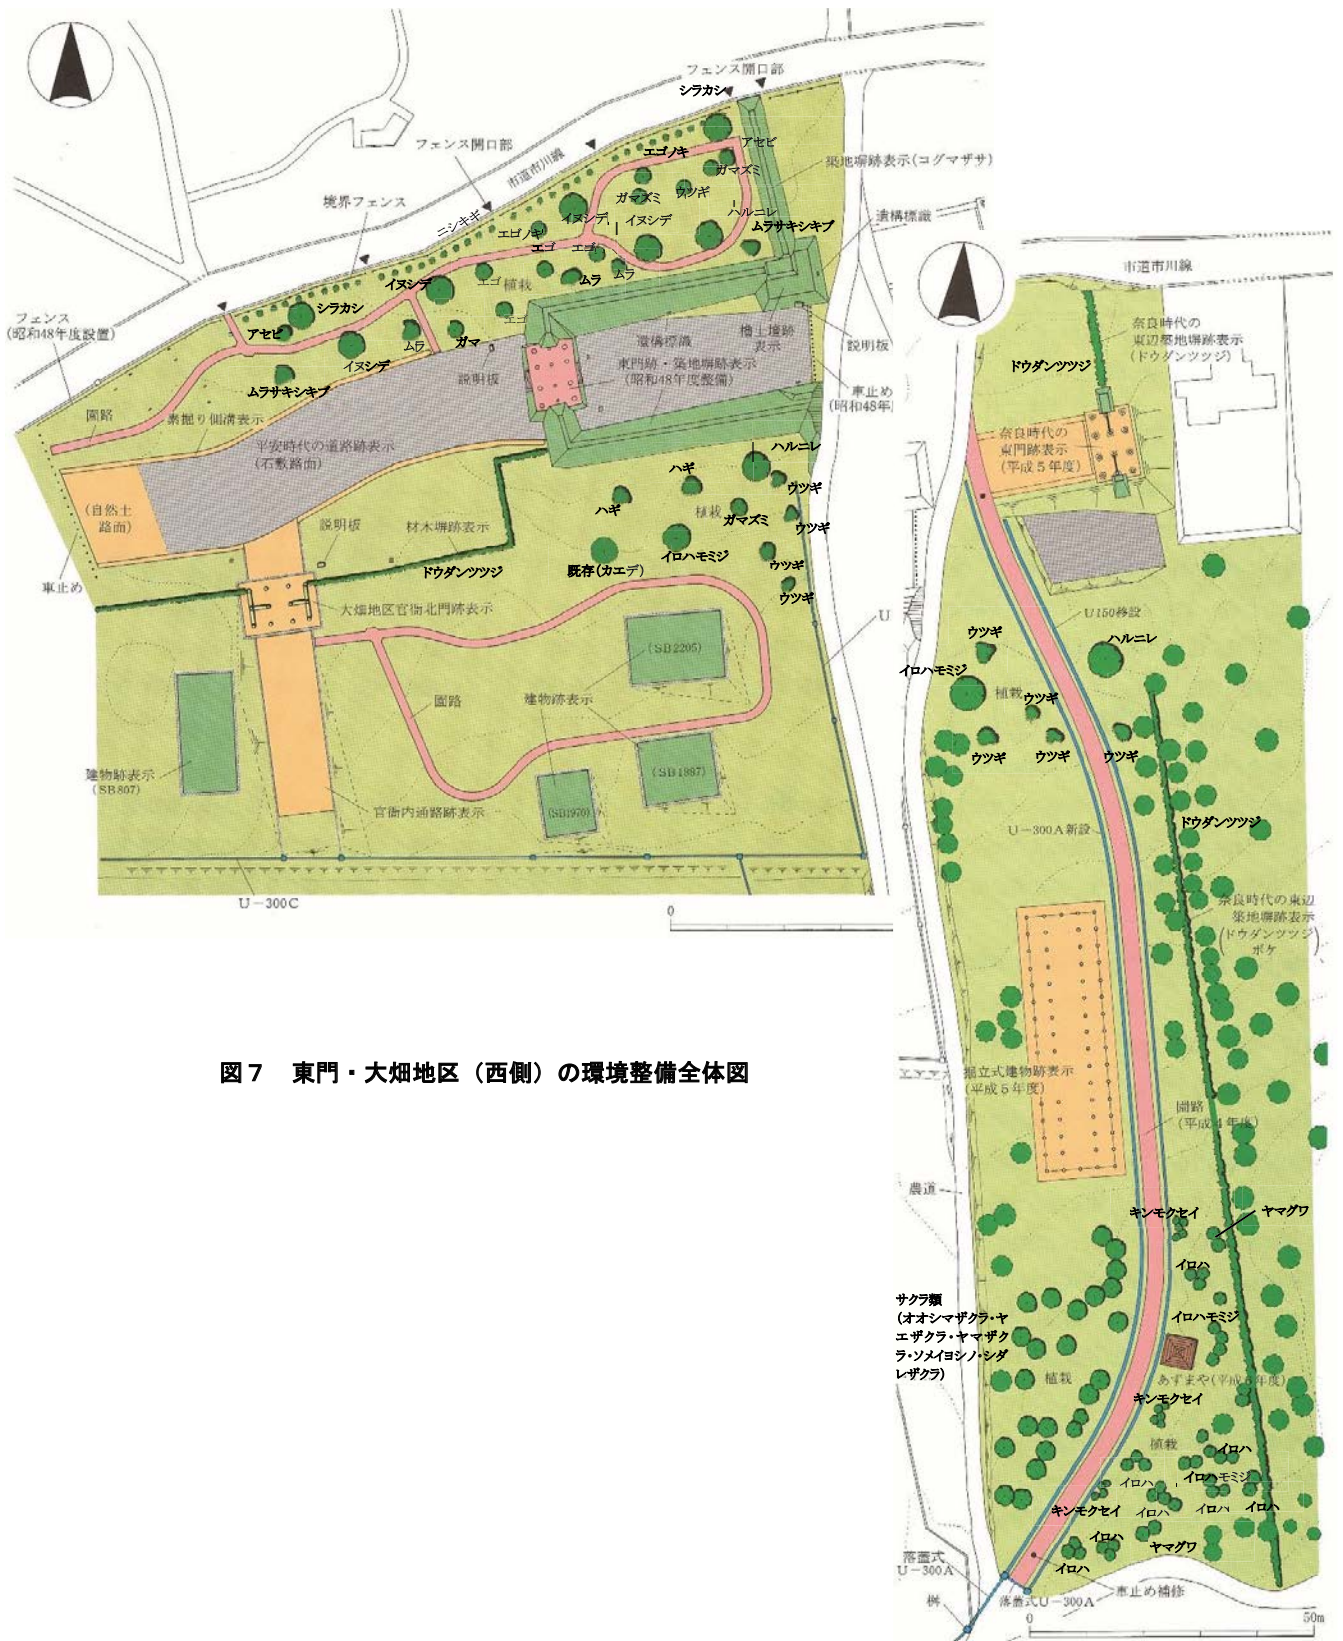 フェンス開口部
シラカシ
フェンス開口部
市道市川線
エゴノキ
アセビ
ガマズミ
築地塀跡表示(コグマザサ)
境界フェンス
ニシキギ
ガマズミ
ウツギ
ハルニレ
遺構標識
イヌシデ
イヌシデ
ムラサキシキブ
エゴノキ
エゴ
エゴ
イヌシデ
エゴ
植栽
ムラ
ムラ
フェンス
(昭和48年度設置)
シラカシ
アセビ
エゴ
ムラ
ガマ
イヌシデ
遺構標識
東門跡・築地塀跡表示
(昭和48年度整備)
櫓土壇跡
表示
説明板
説明板
ムラサキシキブ
車止め
(昭和48年
園路
素掘り側溝表示
平安時代の道路跡表示
(石敷路面)
ハルニレ
ハギ
ウツギ
(自然土
路面)
ハギ
植栽
ガマズミ
ウツギ
説明板
材木塀跡表示
イロハモミジ
既存(カエデ)
ウツギ
ドウダンツツジ
ウツギ
車止め
大畑地区官衙北門跡表示
U
(SB2205)
園路
建物跡表示
建物跡表示
(SB807)
(SB1887)
官衙内通路跡表示
(SB1970)
U-300C
0
図7 東門・大畑地区（西側）の環境整備全体図
市道市川線
奈良時代の
東辺築地塀跡表示
(ドウダンツツジ)
ドウダンツツジ
奈良時代の
東門跡表示
(平成5年度)
U150移設
ウツギ
ハルニレ
イロハモミジ
植栽
ウツギ
ウツギ
ウツギ
ウツギ
ドウダンツツジ
U-300A新設
奈良時代の東辺
築地塀跡表示
(ドウダンツツジ
ボケ)
掘立式建物跡表示
(平成5年度)
園路
(平成4年度)
農道
キンモクセイ
ヤマグワ
イロハ
サクラ類
(オオシマザクラ・ヤ
エザクラ・ヤマザク
ラ・ソメイヨシノ・シダ
レザクラ)
イロハモミジ
植栽
あずまや(平成6年度)
キンモクセイ
植栽
イロハ
イロハ
イロハモミジ
キンモクセイ
イロハ
イロハ
イロハ
イロハ
ヤマグワ
イロハ
落蓋式
U-300A
桝
落蓋式U-300A
車止め補修
0
50m